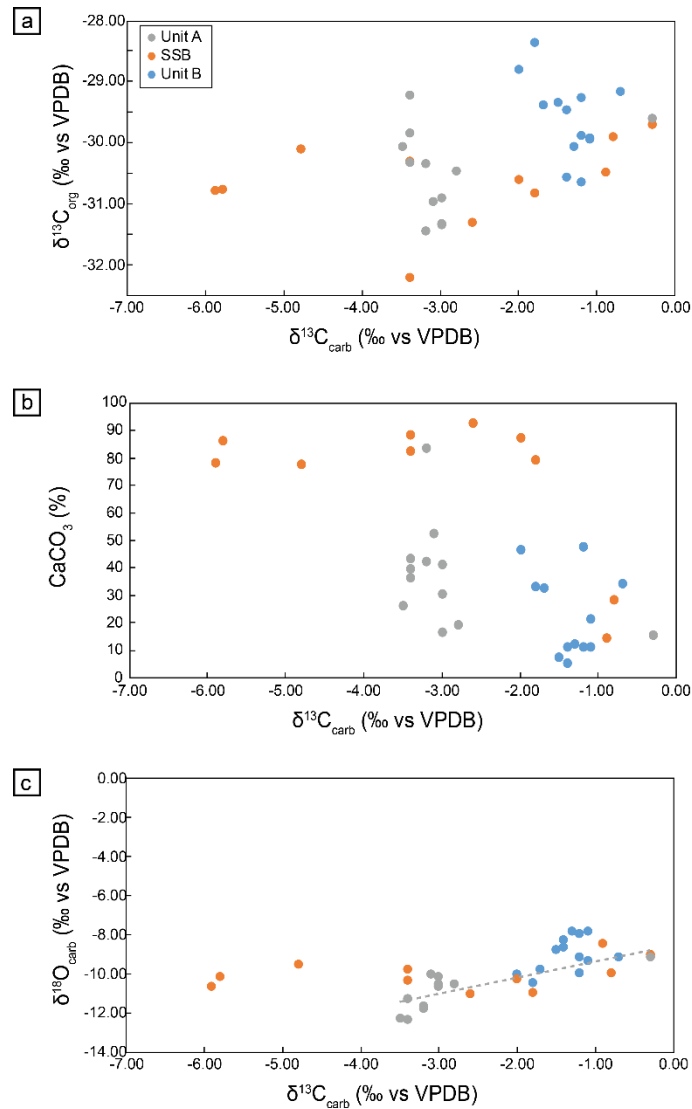 a
-28.00
-29.00
-30.00
-31.00
-32.00
δ¹³C_org (‰ vs VPDB)
Unit A
SSB
Unit B
-7.00 -6.00 -5.00 -4.00 -3.00 -2.00 -1.00 0.00
δ¹³C_carb (‰ vs VPDB)
b
100
90
80
70
60
50
40
30
20
10
0
CaCO₃ (%)
-7.00 -6.00 -5.00 -4.00 -3.00 -2.00 -1.00 0.00
δ¹³C_carb (‰ vs VPDB)
c
0.00
-2.00
-4.00
-6.00
-8.00
-10.00
-12.00
-14.00
δ¹⁸O_carb (‰ vs VPDB)
-7.00 -6.00 -5.00 -4.00 -3.00 -2.00 -1.00 0.00
δ¹³C_carb (‰ vs VPDB)